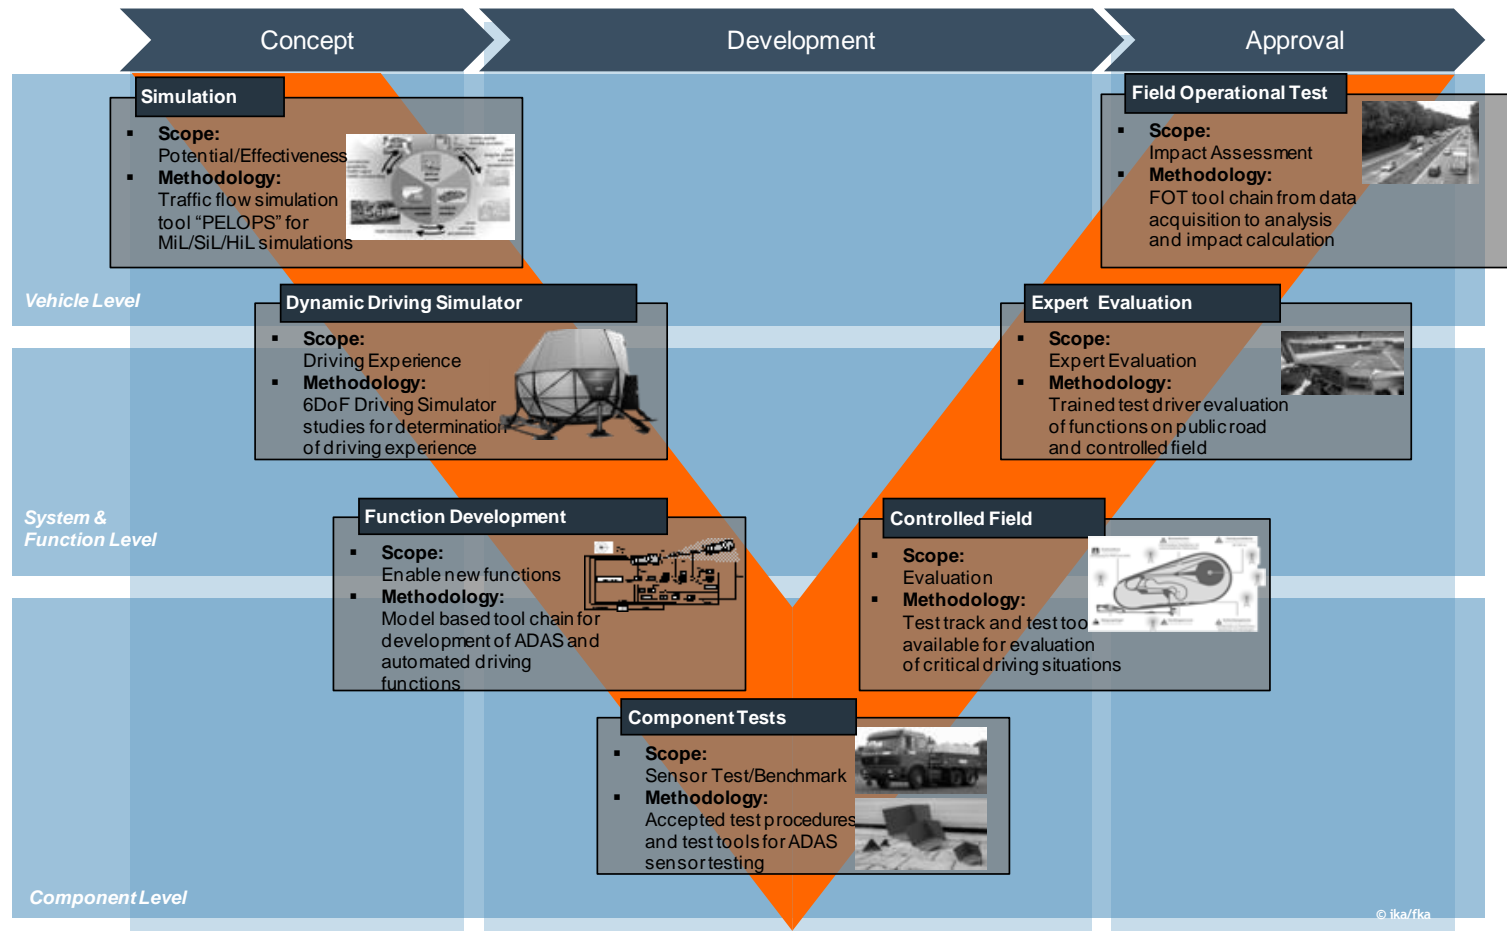 Concept
Development
Approval
Simulation
▪ Scope:
Potential/Effectiveness
▪ Methodology:
Traffic flow simulation
tool “PELOPS” for
MiL/SiL/HiL simulations
Field Operational Test
▪ Scope:
Impact Assessment
▪ Methodology:
FOT tool chain from data
acquisition to analysis
and impact calculation
Vehicle Level
Dynamic Driving Simulator
▪ Scope:
Driving Experience
▪ Methodology:
6DoF Driving Simulator
studies for determination
of driving experience
Expert Evaluation
▪ Scope:
Expert Evaluation
▪ Methodology:
Trained test driver evaluation
of functions on public road
and controlled field
System &
Function Level
Function Development
▪ Scope:
Enable new functions
▪ Methodology:
Model based tool chain for
development of ADAS and
automated driving
functions
Controlled Field
▪ Scope:
Evaluation
▪ Methodology:
Test track and test too
available for evaluation
of critical driving situations
Component Tests
▪ Scope:
Sensor Test/Benchmark
▪ Methodology:
Accepted test procedures
and test tools for ADAS
sensor testing
Component Level
© ika/fka